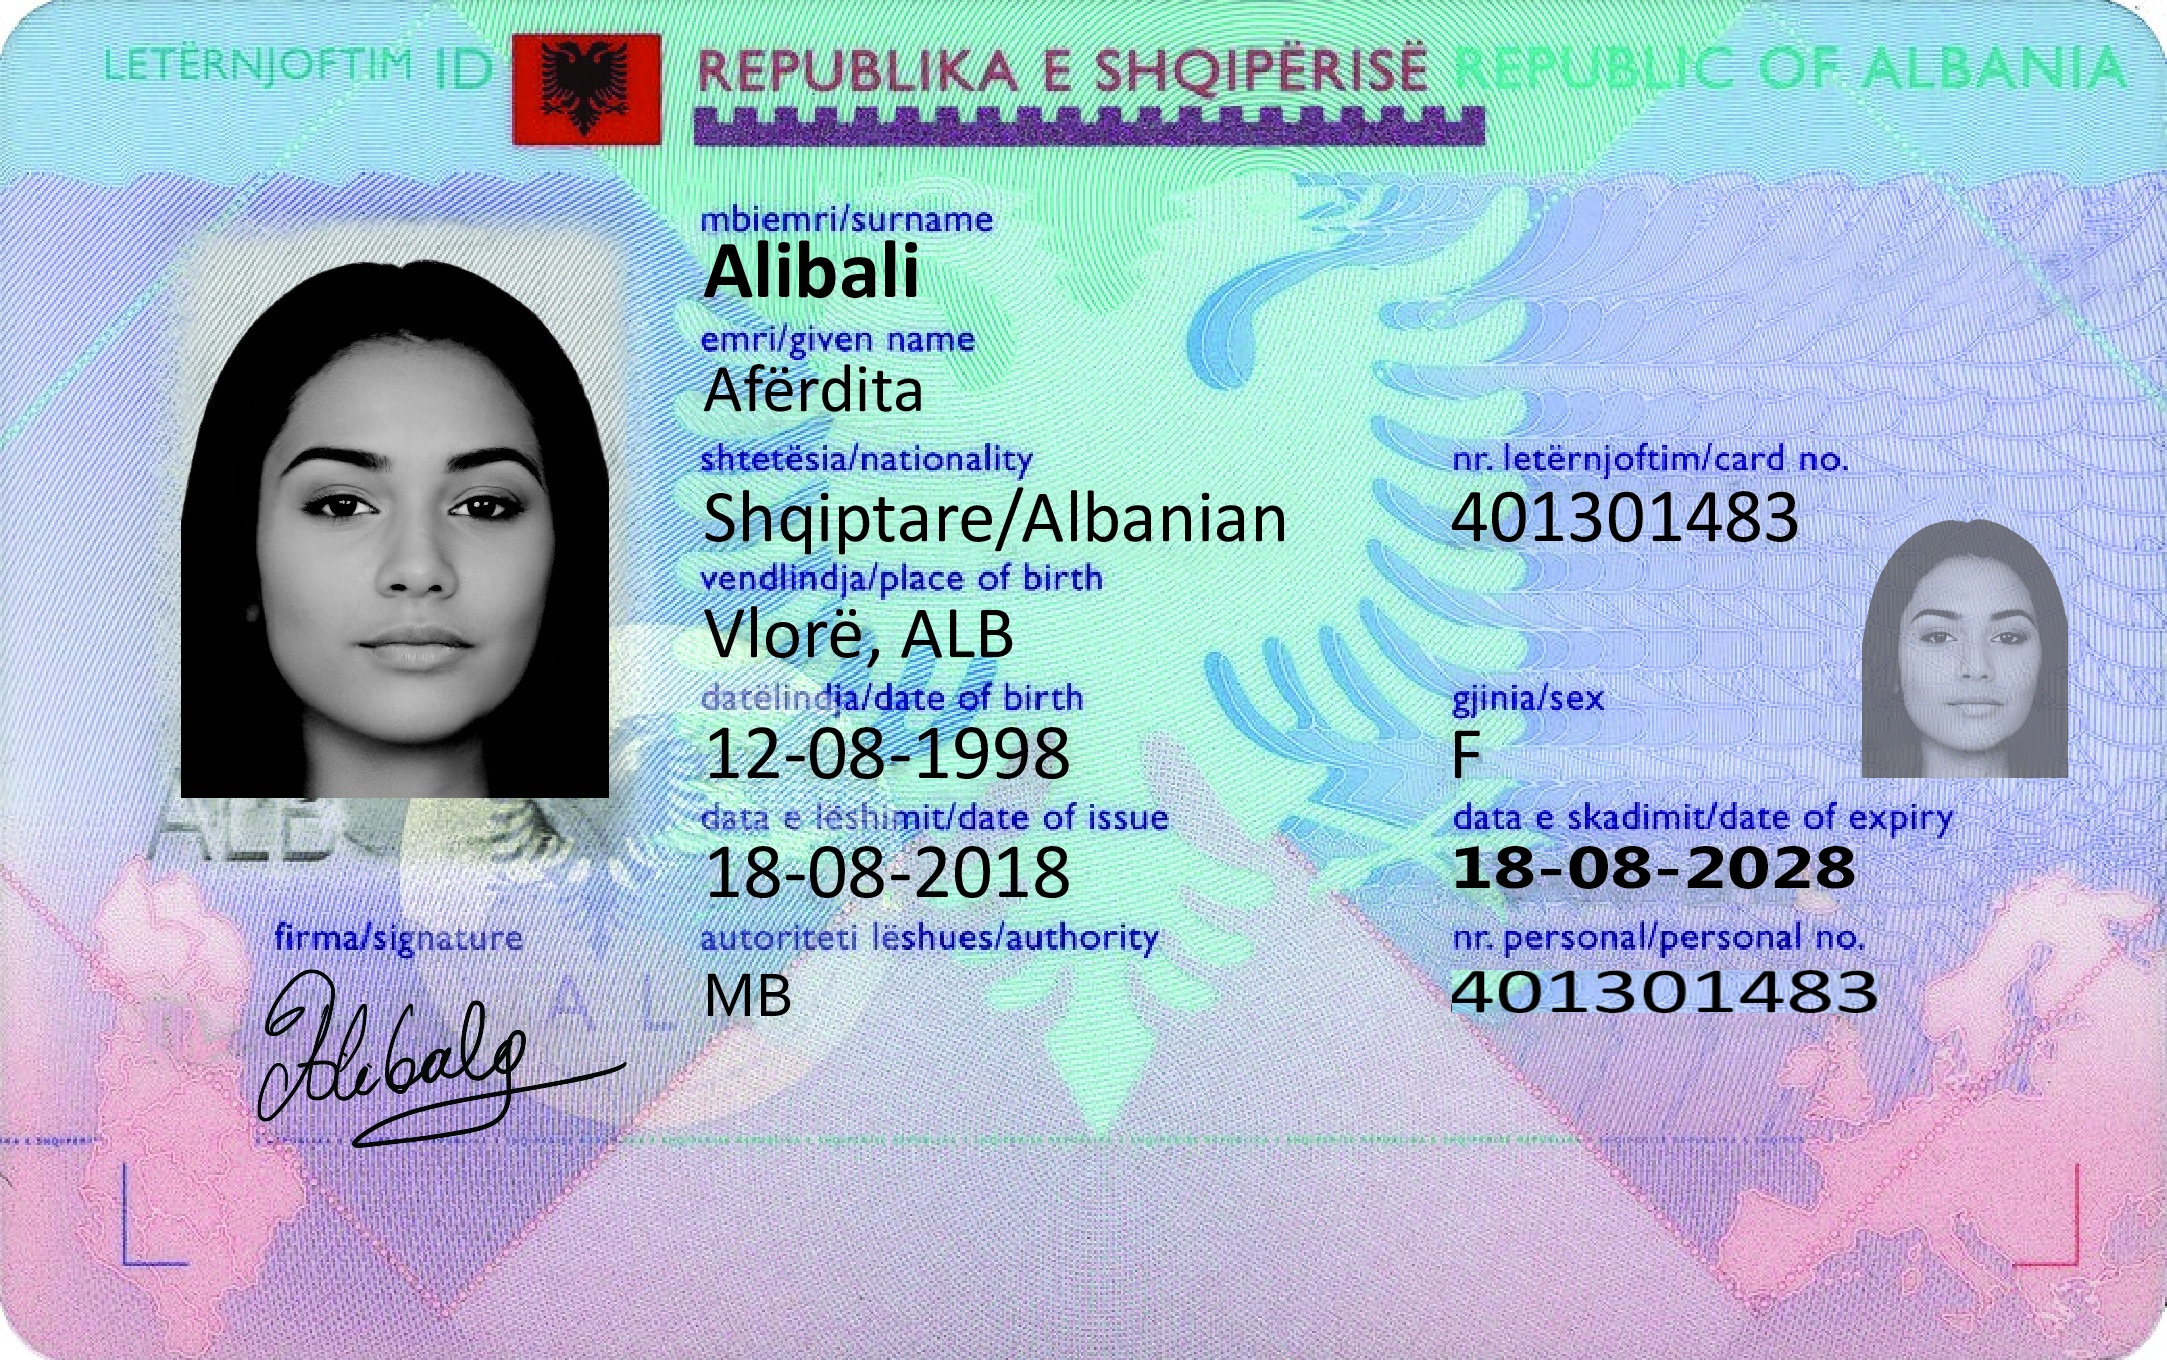 LETËRNJOFTIM ID REPUBLIKA E SHQIPËRISË REPUBLIC OF ALBANIA
mbiemri/surname
Alibali
emri/given name
Afërdita
shtetësia/nationality nr. letërnjoftim/card no.
Shqiptare/Albanian 401301483
vendlindja/place of birth
Vlorë, ALB
datëlindja/date of birth gjinia/sex
12-08-1998 F
data e lëshimit/date of issue data e skadimit/date of expiry
18-08-2018 18-08-2028
ALB
firma/signature autoriteti lëshues/authority nr. personal/personal no.
MB 401301483
A L